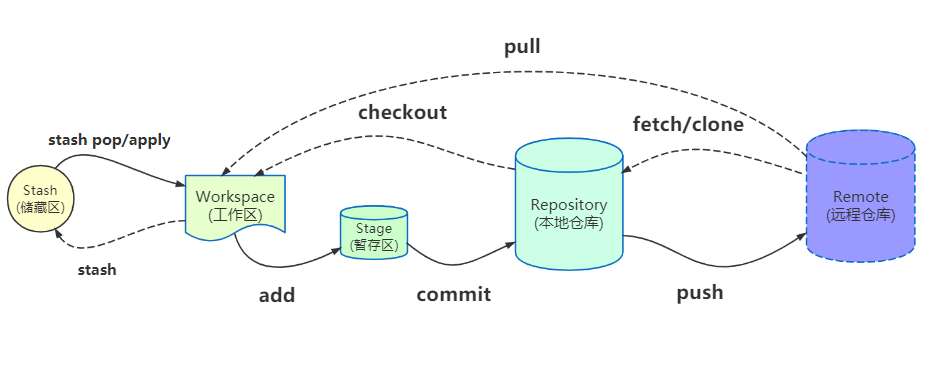 pull
checkout
fetch/clone
stash pop/apply
Stash
(储藏区)
Workspace
(工作区)
Stage
(暂存区)
Repository
(本地仓库)
Remote
(远程仓库)
stash
add
commit
push